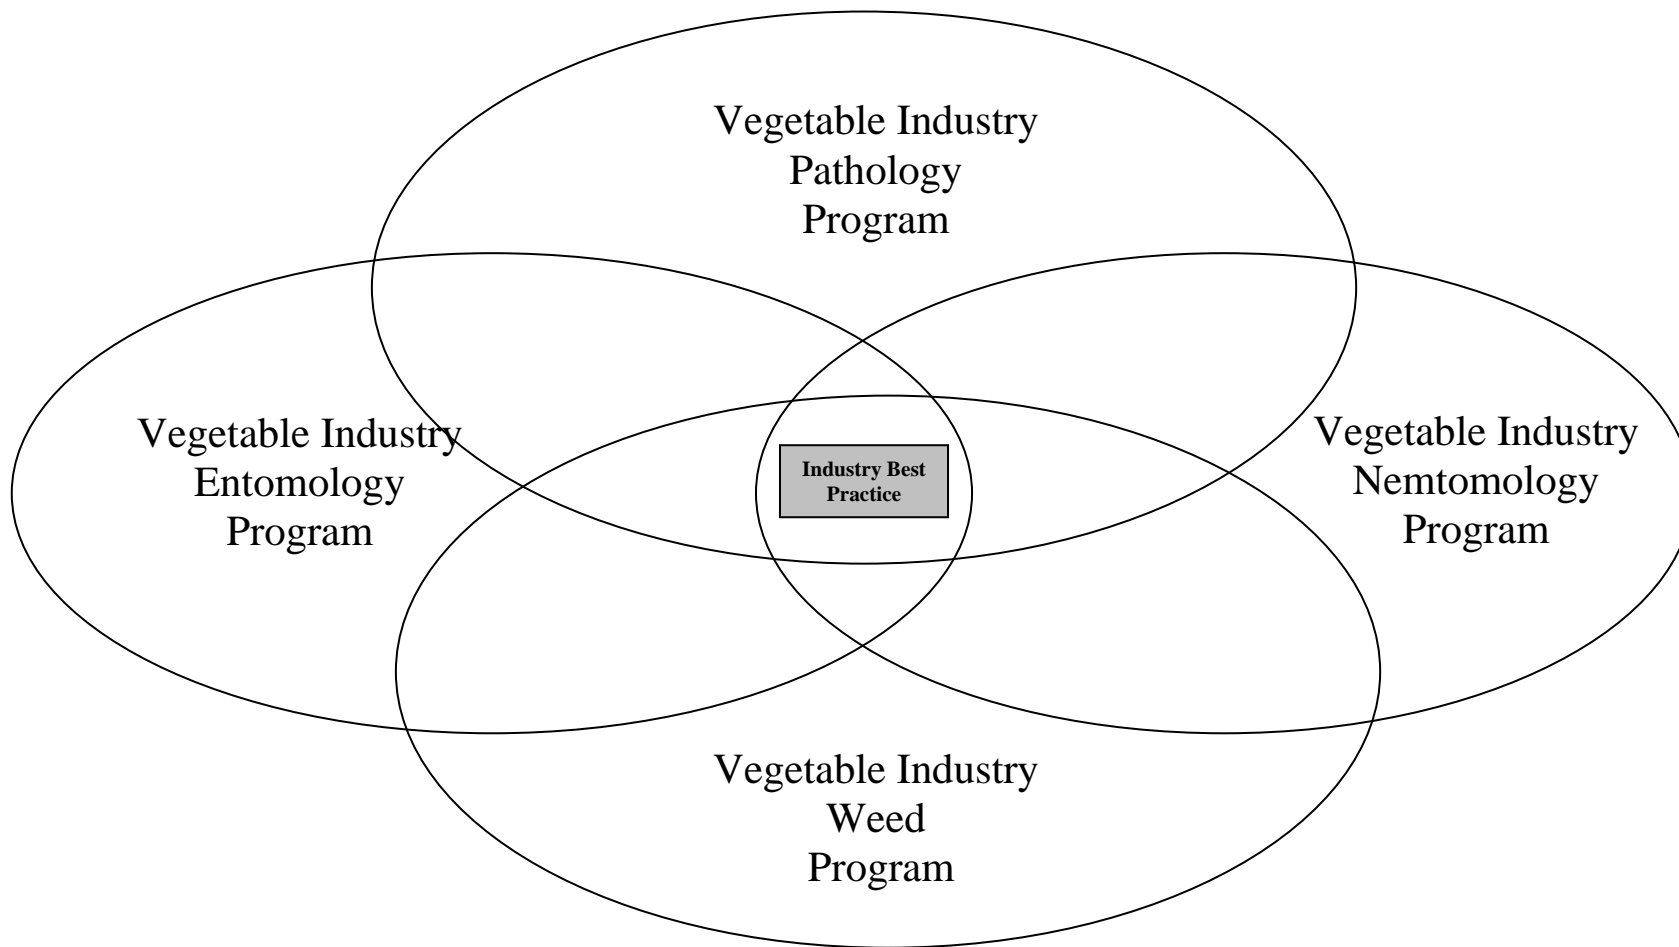 Vegetable Industry
Pathology
Program
Vegetable Industry
Entomology
Program
Industry Best
Practice
Vegetable Industry
Nemtomology
Program
Vegetable Industry
Weed
Program